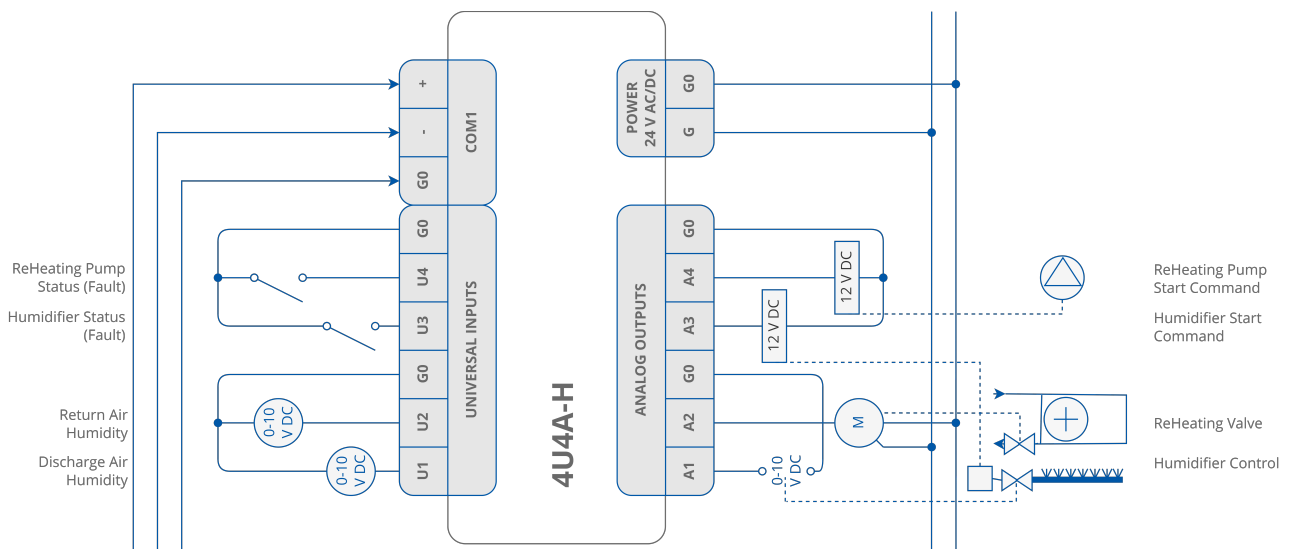 +
-
G0
COM1
G0
U4
U3
G0
U2
U1
UNIVERSAL INPUTS
ReHeating Pump
Status (Fault)
Humidifier Status
(Fault)
Return Air
Humidity
Discharge Air
Humidity
0-10
V DC
0-10
V DC
4U4A-H
POWER
24 V AC/DC
G0
G
ANALOG OUTPUTS
G0
A4
A3
G0
A2
A1
12 V DC
12 V DC
M
0-10
V DC
ReHeating Pump
Start Command
Humidifier Start
Command
ReHeating Valve
Humidifier Control